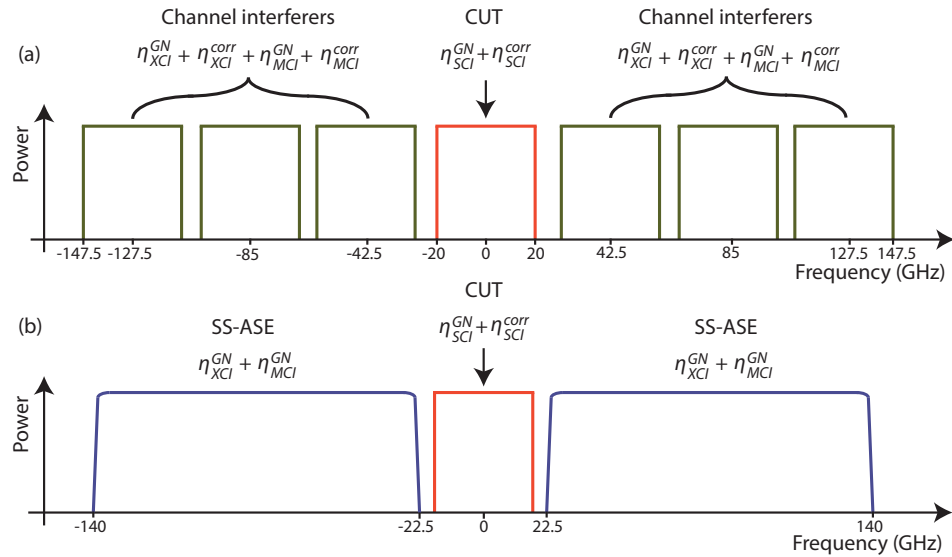 Channel interferers CUT Channel interferers
(a)
η_XCI^GN + η_XCI^corr + η_MCI^GN + η_MCI^corr η_SCI^GN + η_SCI^corr η_XCI^GN + η_XCI^corr + η_MCI^GN + η_MCI^corr
Power
-147.5 -127.5 -85 -42.5 -20 0 20 42.5 85 127.5 147.5
Frequency (GHz)
CUT
(b)
SS-ASE η_SCI^GN + η_SCI^corr SS-ASE
η_XCI^GN + η_MCI^GN η_XCI^GN + η_MCI^GN
Power
-140 -22.5 0 22.5 140
Frequency (GHz)